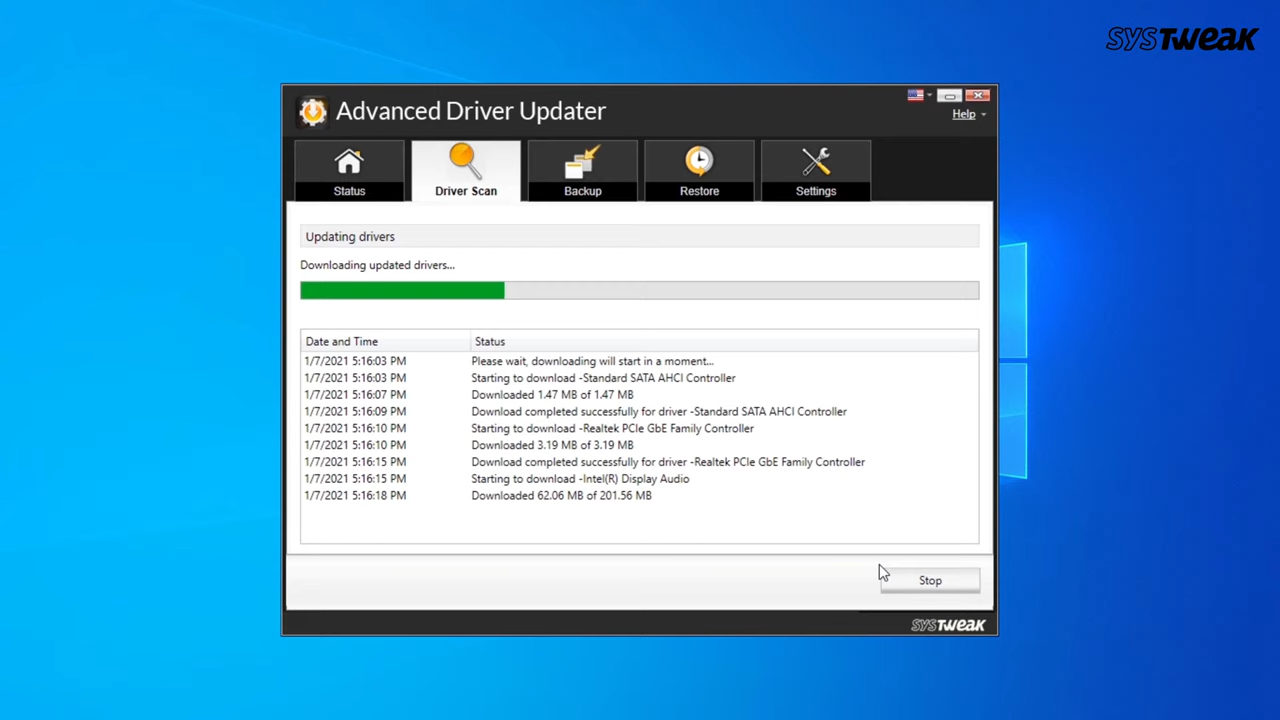 SYSTWEAK
Advanced Driver Updater
Help
Status
Driver Scan
Backup
Restore
Settings
Updating drivers
Downloading updated drivers...
Date and Time Status
1/7/2021 5:16:03 PM Please wait, downloading will start in a moment...
1/7/2021 5:16:03 PM Starting to download -Standard SATA AHCI Controller
1/7/2021 5:16:07 PM Downloaded 1.47 MB of 1.47 MB
1/7/2021 5:16:09 PM Download completed successfully for driver -Standard SATA AHCI Controller
1/7/2021 5:16:10 PM Starting to download -Realtek PCIe GbE Family Controller
1/7/2021 5:16:10 PM Downloaded 3.19 MB of 3.19 MB
1/7/2021 5:16:15 PM Download completed successfully for driver -Realtek PCIe GbE Family Controller
1/7/2021 5:16:15 PM Starting to download -Intel(R) Display Audio
1/7/2021 5:16:18 PM Downloaded 62.06 MB of 201.56 MB
Stop
SYSTWEAK